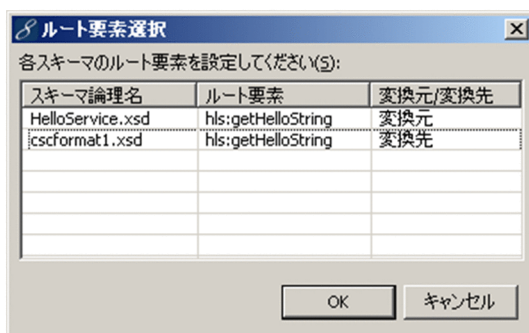 ルート要素選択
各スキーマのルート要素を設定してください(S):
スキーマ論理名 ルート要素 変換元/変換先
HelloService.xsd hls:getHelloString 変換元
cscformat1.xsd hls:getHelloString 変換先
OK キャンセル